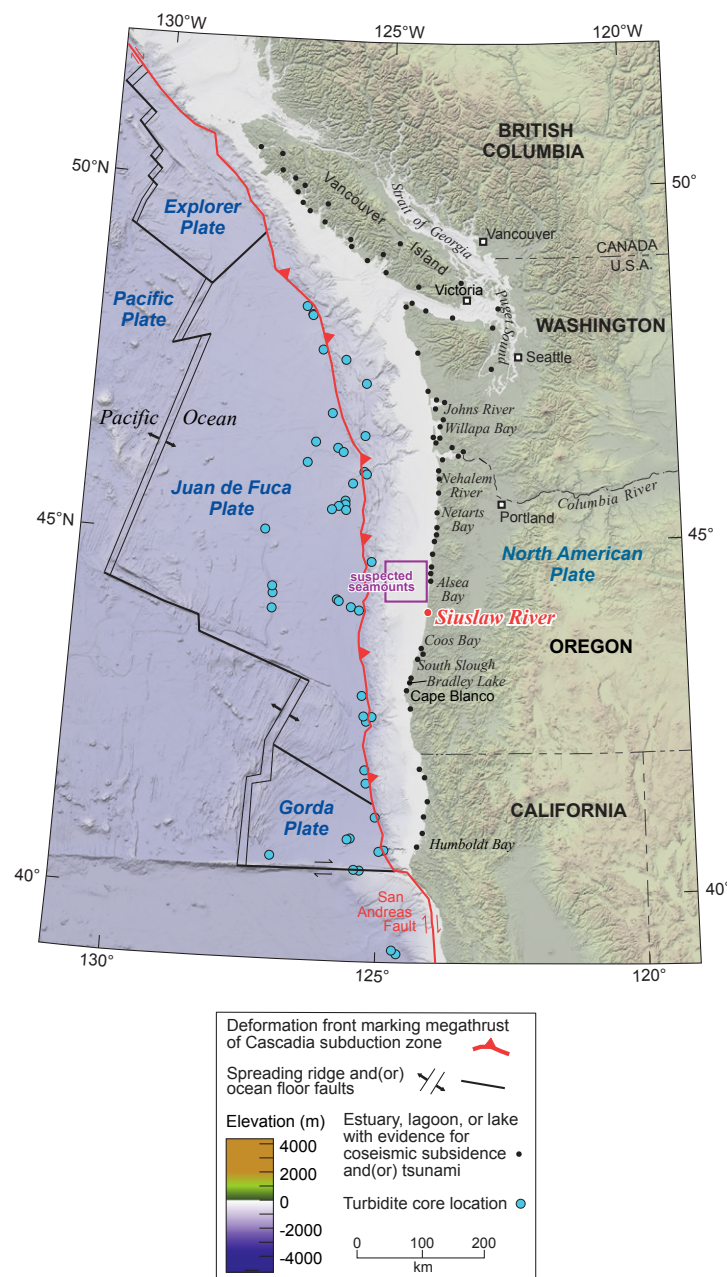 130°W
125°W
120°W
BRITISH
COLUMBIA
50°N
50°
Vancouver
Island
Strait of Georgia
Explorer
Plate
Vancouver
CANADA
U.S.A.
Pacific
Plate
Victoria
Puget Sound
WASHINGTON
Seattle
Pacific
Ocean
Johns River
Willapa Bay
Juan de Fuca
Plate
Nehalem
River
Columbia River
Netarts
Bay
Portland
45°N
45°
North American
Plate
suspected
seamounts
Alsea
Bay
Siuslaw River
Coos Bay
OREGON
South Slough
Bradley Lake
Cape Blanco
Gorda
Plate
CALIFORNIA
Humboldt Bay
40°
40°
San
Andreas
Fault
130°
125°
120°
Deformation front marking megathrust
of Cascadia subduction zone
Spreading ridge and(or)
ocean floor faults
Elevation (m)
4000
2000
0
-2000
-4000
Estuary, lagoon, or lake
with evidence for
coseismic subsidence
and(or) tsunami
Turbidite core location
0 100 200
km